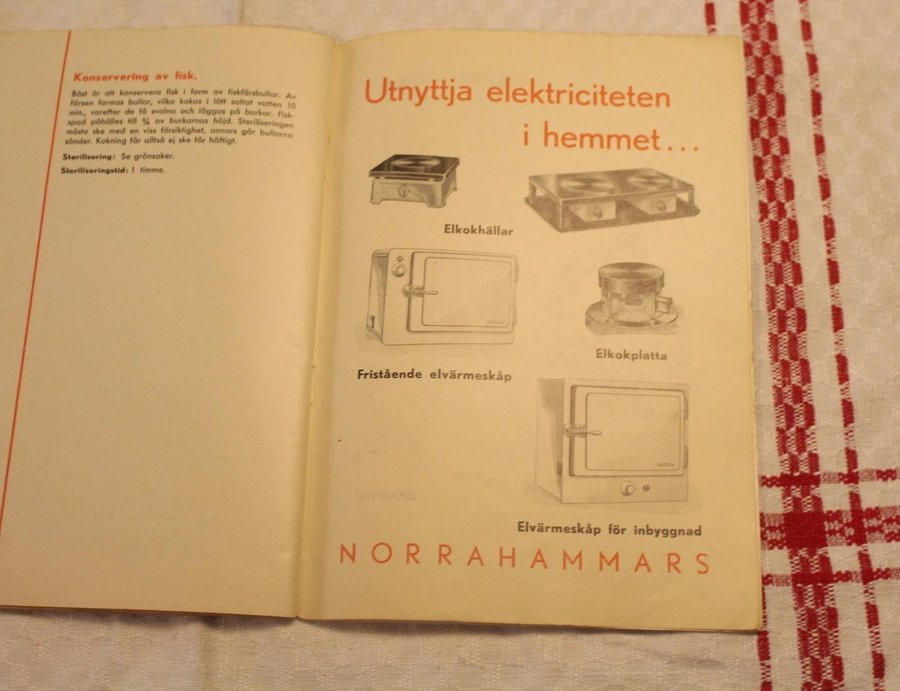 Konservering av fisk.
Bäst är att konservera fisk i form av fiskfärsbullar. Av
färsen formas bullar, vilka kokas i lätt saltat vatten 10
min., varefter de få svalna och läggas på burkar. Fisk-
spad påhälles till ¾ av burkarnas höjd. Steriliseringen
måste ske med en viss försiktighet, annars går bullarna
sönder. Kokning får alltså ej ske för häftigt.
Sterilisering: Se grönsaker.
Steriliseringstid: 1 timme.
Utnyttja elektriciteten
i hemmet...
Elkokhällar
Elkokplatta
Fristående elvärmeskåp
Elvärmeskåp för inbyggnad
NORRAHAMMARS